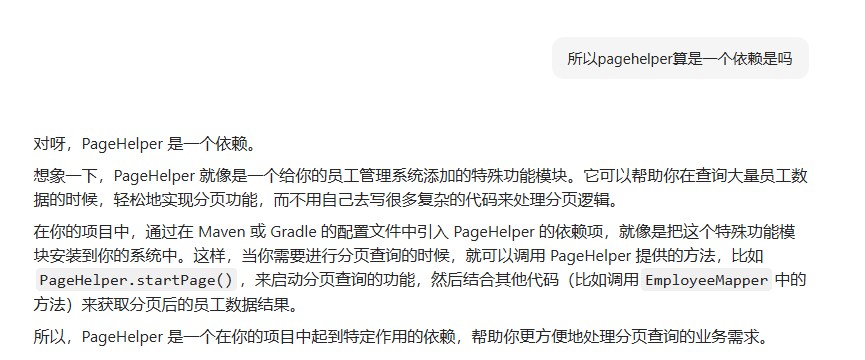 所以pagehelper算是一个依赖是吗
对呀，PageHelper 是一个依赖。
想象一下，PageHelper 就像是一个给你的员工管理系统添加的特殊功能模块。它可以帮助你在查询大量员工数
据的时候，轻松地实现分页功能，而不用自己去写很多复杂的代码来处理分页逻辑。
在你的项目中，通过在 Maven 或 Gradle 的配置文件中引入 PageHelper 的依赖项，就像是把这个特殊功能模
块安装到你的系统中。这样，当你需要进行分页查询的时候，就可以调用 PageHelper 提供的方法，比如
PageHelper.startPage() ，来启动分页查询的功能，然后结合其他代码（比如调用 EmployeeMapper 中的
方法）来获取分页后的员工数据结果。
所以，PageHelper 是一个在你的项目中起到特定作用的依赖，帮助你更方便地处理分页查询的业务需求。